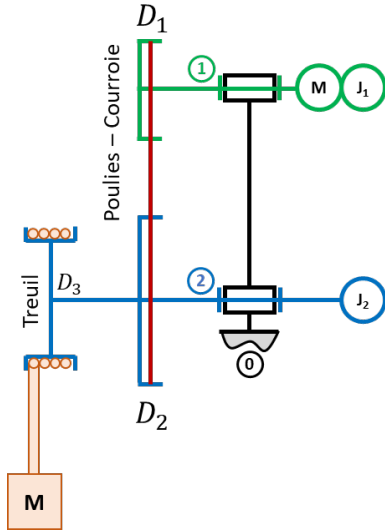 D₁
1
M
J₁
Poulies – Courroie
2
D₃
Treuil
J₂
0
D₂
M